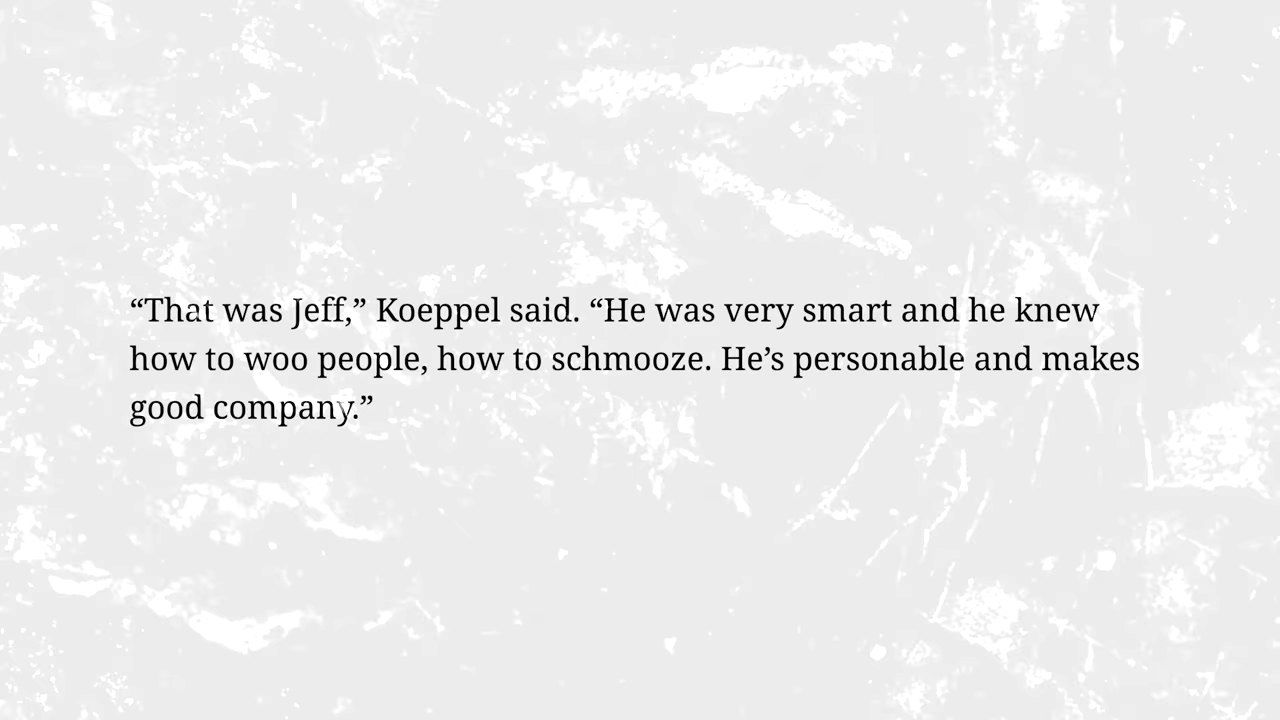 “That was Jeff,” Koeppel said. “He was very smart and he knew
how to woo people, how to schmooze. He’s personable and makes
good company.”